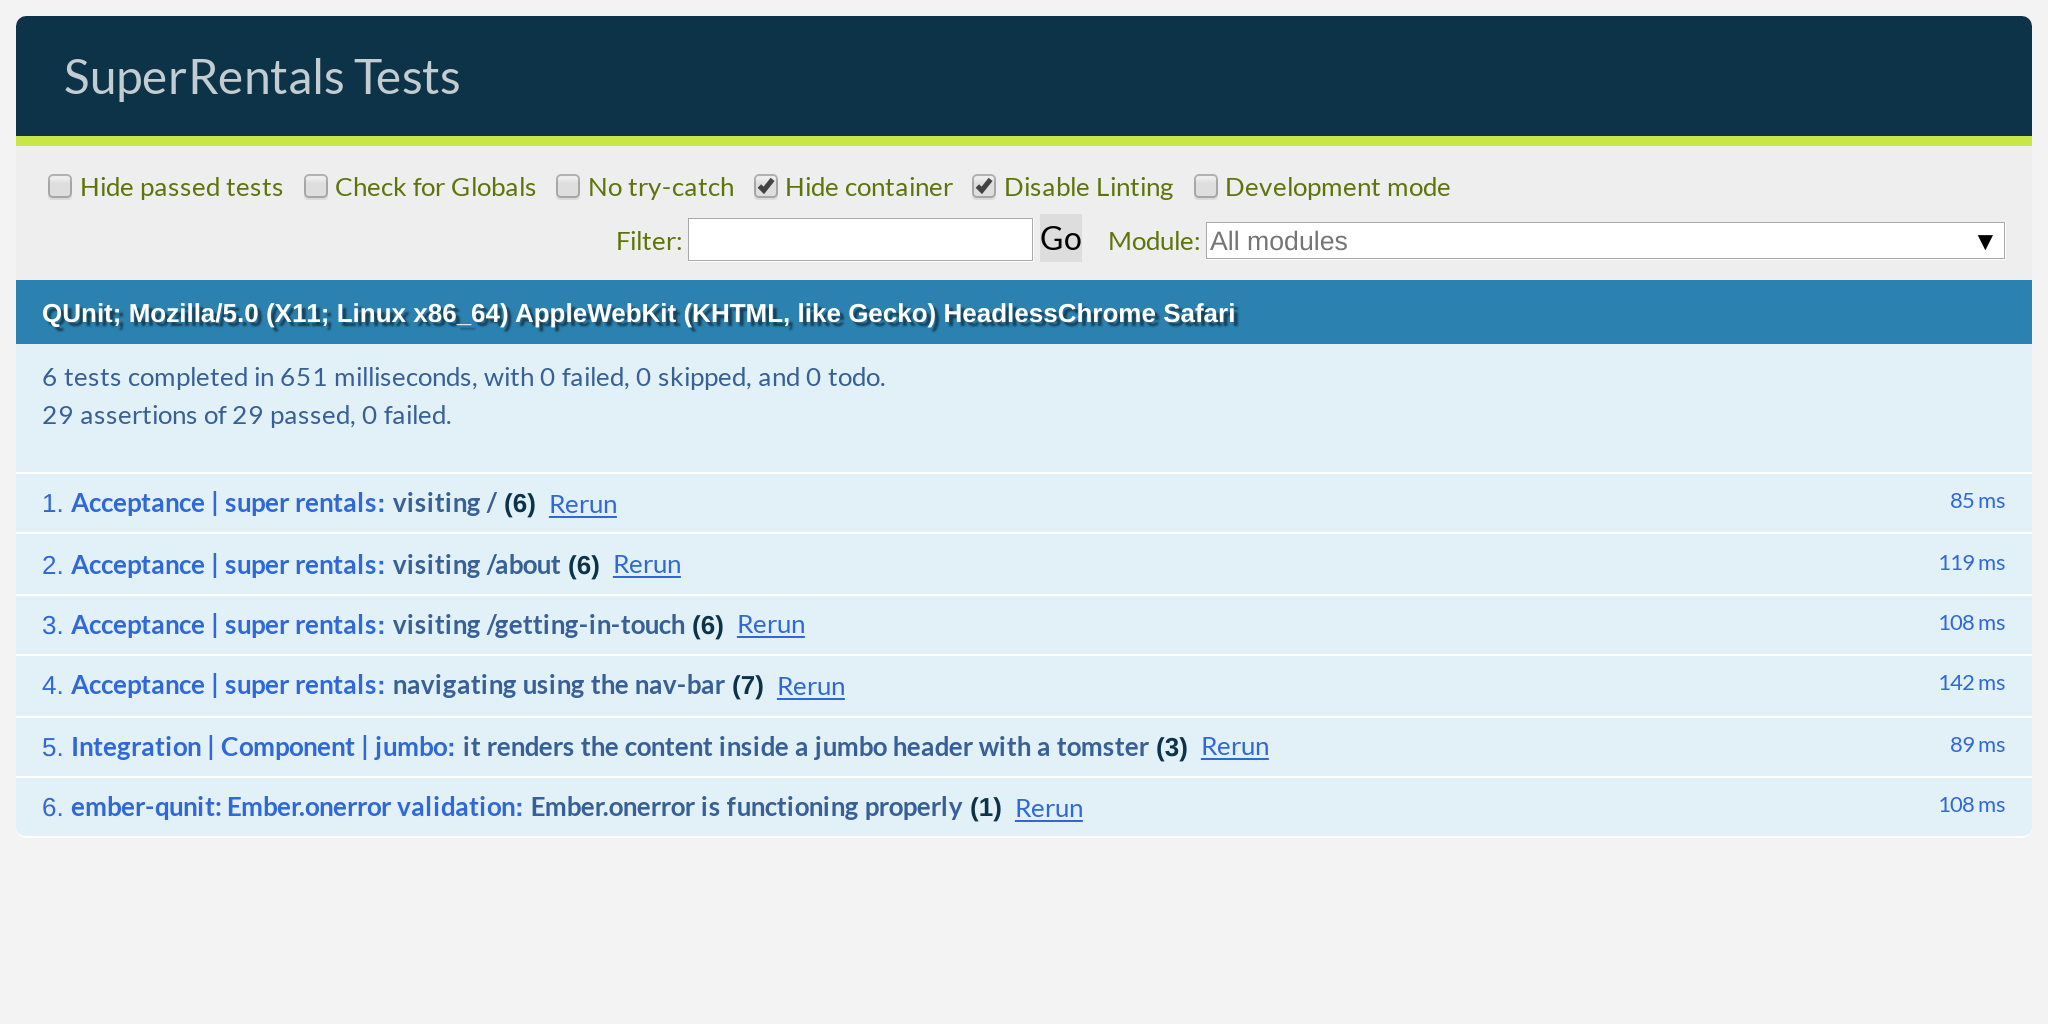 SuperRentals Tests
Hide passed tests Check for Globals No try-catch Hide container Disable Linting Development mode
Filter: Go Module: All modules ▼
QUnit; Mozilla/5.0 (X11; Linux x86_64) AppleWebKit (KHTML, like Gecko) HeadlessChrome Safari
6 tests completed in 651 milliseconds, with 0 failed, 0 skipped, and 0 todo.
29 assertions of 29 passed, 0 failed.
1. Acceptance | super rentals: visiting / (6) Rerun 85 ms
2. Acceptance | super rentals: visiting /about (6) Rerun 119 ms
3. Acceptance | super rentals: visiting /getting-in-touch (6) Rerun 108 ms
4. Acceptance | super rentals: navigating using the nav-bar (7) Rerun 142 ms
5. Integration | Component | jumbo: it renders the content inside a jumbo header with a tomster (3) Rerun 89 ms
6. ember-qunit: Ember.onerror validation: Ember.onerror is functioning properly (1) Rerun 108 ms